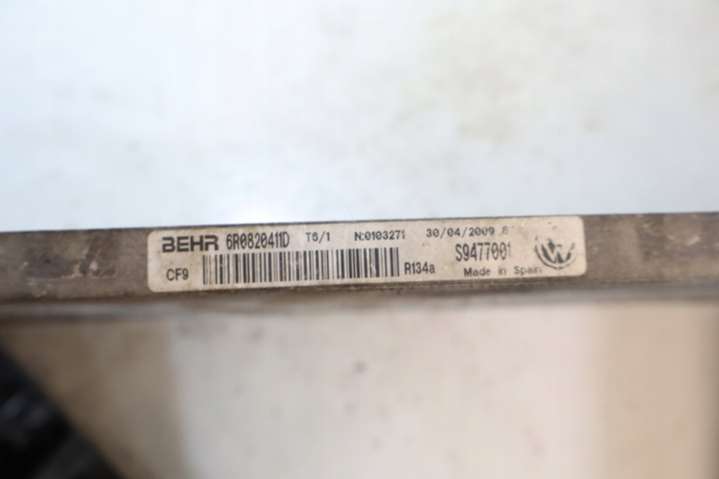 BEHR 6R0820411D T6/1 N:0103271 30/04/2009
CF9 R134a S9477001
Made in Spain